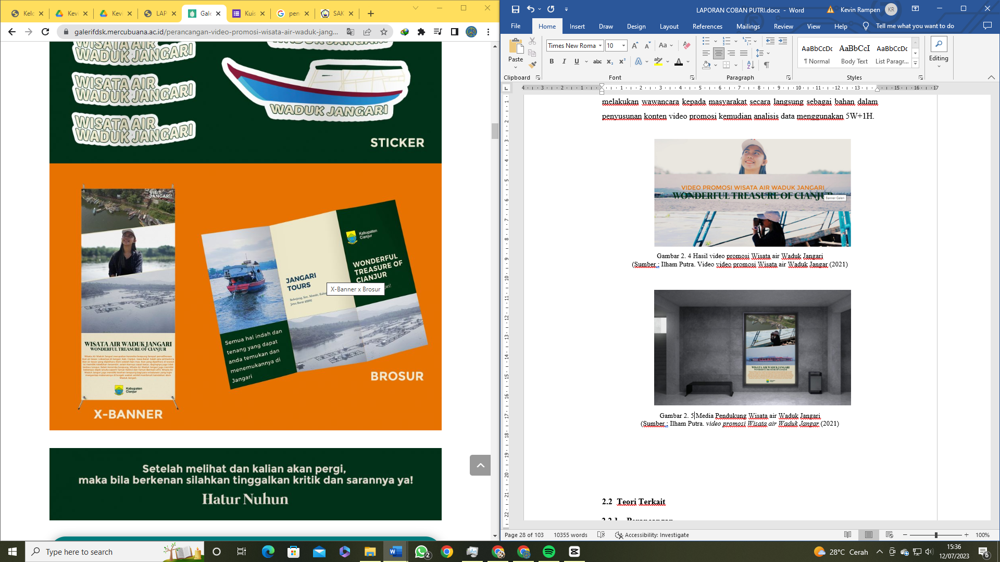 Kelo
Kevi
Kevi
LAP
Gale
Kuis
pen
SAK
galerifdsk.mercubuana.ac.id/perancangan-video-promosi-wisata-air-waduk-jang...
WISATA AIR
WADUK JANGARI
WISATA AIR
WADUK JANGARI
WISATA AIR
WADUK JANGARI
WADUK JANGARI
STICKER
VISIT
JANGARI!
WISATA AIR WADUK JANGARI
WONDERFUL TREASURE OF CIANJUR
Kabupaten
Cianjur
X-BANNER
Kabupaten
Cianjur
WONDERFUL
TREASURE OF
CIANJUR
JANGARI
TOURS
X-Banner x Brosur
Semua hal indah dan
tenang yang dapat
anda temukan dan
menemukannya di
Jangari
BROSUR
Setelah melihat dan kalian akan pergi,
maka bila berkenan silahkan tinggalkan kritik dan sarannya ya!
Hatur Nuhun
LAPORAN COBAN PUTRI.docx - Word
Kevin Rampen
KR
File Home Insert Draw Design Layout References Mailings Review View Help Tell me what you want to do
Paste
Clipboard
Times New Roma 10
Font
Paragraph
AaBbCcDc AaBbCcI AaBbCcDc
¶ Normal Body Text List Paragr...
Styles
Editing
melakukan wawancara kepada masyarakat secara langsung sebagai bahan dalam
penyusunan konten video promosi kemudian analisis data menggunakan 5W+1H.
VIDEO PROMOSI WISATA AIR WADUK JANGARI
WONDERFUL TREASURE OF CIANJUR
Banner Galeri
Gambar 2. 4 Hasil video promosi Wisata air Waduk Jangari
(Sumber : Ilham Putra. Video video promosi Wisata air Waduk Jangar (2021)
WISATA AIR WADUK JANGARI
Gambar 2. 5 Media Pendukung Wisata air Waduk Jangari
(Sumber : Ilham Putra. video promosi Wisata air Waduk Jangar (2021)
2.2 Teori Terkait
2.2.1 Perancangan
Page 28 of 103 10355 words Accessibility: Investigate 100%
Type here to search
28°C Cerah
15:36
12/07/2023